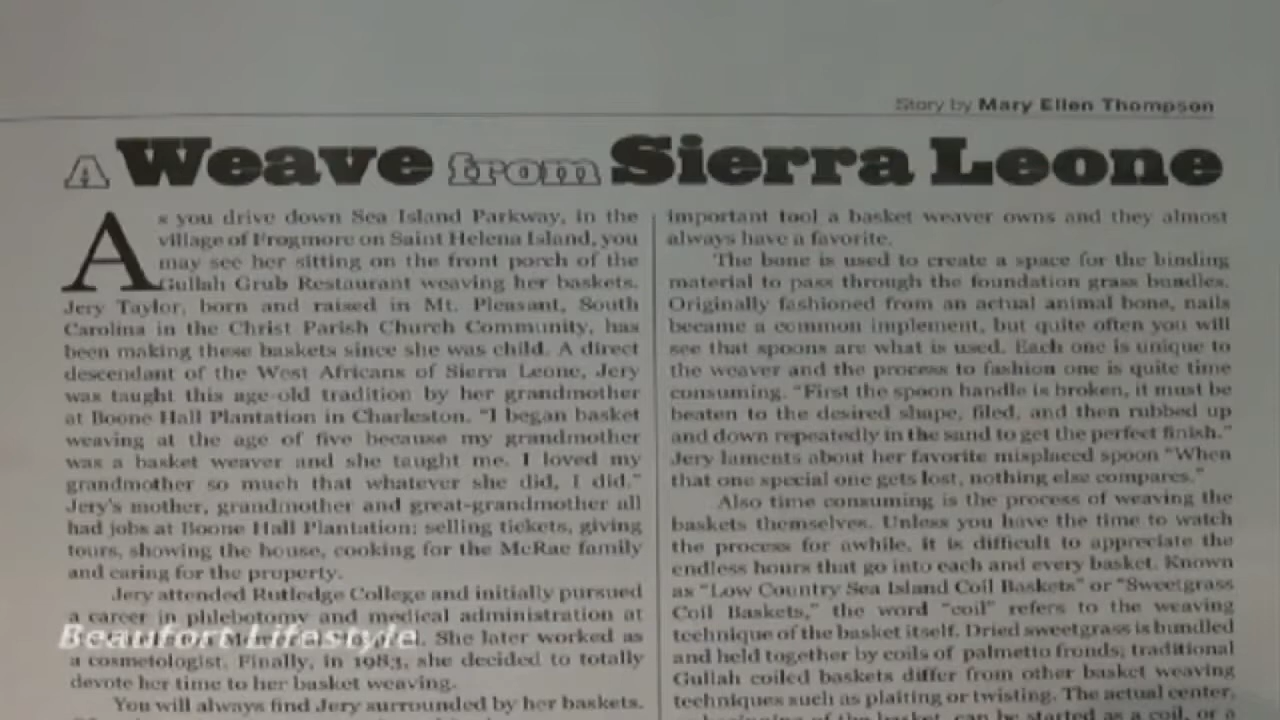 Story by Mary Ellen Thompson
A Weave from Sierra Leone
As you drive down Sea Island Parkway, in the
village of Frogmore on Saint Helena Island, you
may see her sitting on the front porch of the
Gullah Grub Restaurant weaving her baskets.
Jery Taylor, born and raised in Mt. Pleasant, South
Carolina in the Christ Parish Church Community, has
been making these baskets since she was child. A direct
descendant of the West Africans of Sierra Leone, Jery
was taught this age-old tradition by her grandmother
at Boone Hall Plantation in Charleston. "I began basket
weaving at the age of five because my grandmother
was a basket weaver and she taught me. I loved my
grandmother so much that whatever she did, I did."
Jery's mother, grandmother and great-grandmother all
had jobs at Boone Hall Plantation; selling tickets, giving
tours, showing the house, cooking for the McRae family
and caring for the property.
Jery attended Rutledge College and initially pursued
a career in phlebotomy and medical administration at
She later worked as
a cosmetologist. Finally, in 1983, she decided to totally
devote her time to her basket weaving.
You will always find Jery surrounded by her baskets.
important tool a basket weaver owns and they almost
always have a favorite.
The bone is used to create a space for the binding
material to pass through the foundation grass bundles.
Originally fashioned from an actual animal bone, nails
became a common implement, but quite often you will
see that spoons are what is used. Each one is unique to
the weaver and the process to fashion one is quite time
consuming. "First the spoon handle is broken, it must be
beaten to the desired shape, filed, and then rubbed up
and down repeatedly in the sand to get the perfect finish."
Jery laments about her favorite misplaced spoon "When
that one special one gets lost, nothing else compares."
Also time consuming is the process of weaving the
baskets themselves. Unless you have the time to watch
the process for awhile, it is difficult to appreciate the
endless hours that go into each and every basket. Known
as "Low Country Sea Island Coil Baskets" or "Sweetgrass
Coil Baskets," the word "coil" refers to the weaving
technique of the basket itself. Dried sweetgrass is bundled
and held together by coils of palmetto fronds; traditional
Gullah coiled baskets differ from other basket weaving
techniques such as plaiting or twisting. The actual center,
of the basket, can be started as a coil, or a
Beaufort Lifestyle